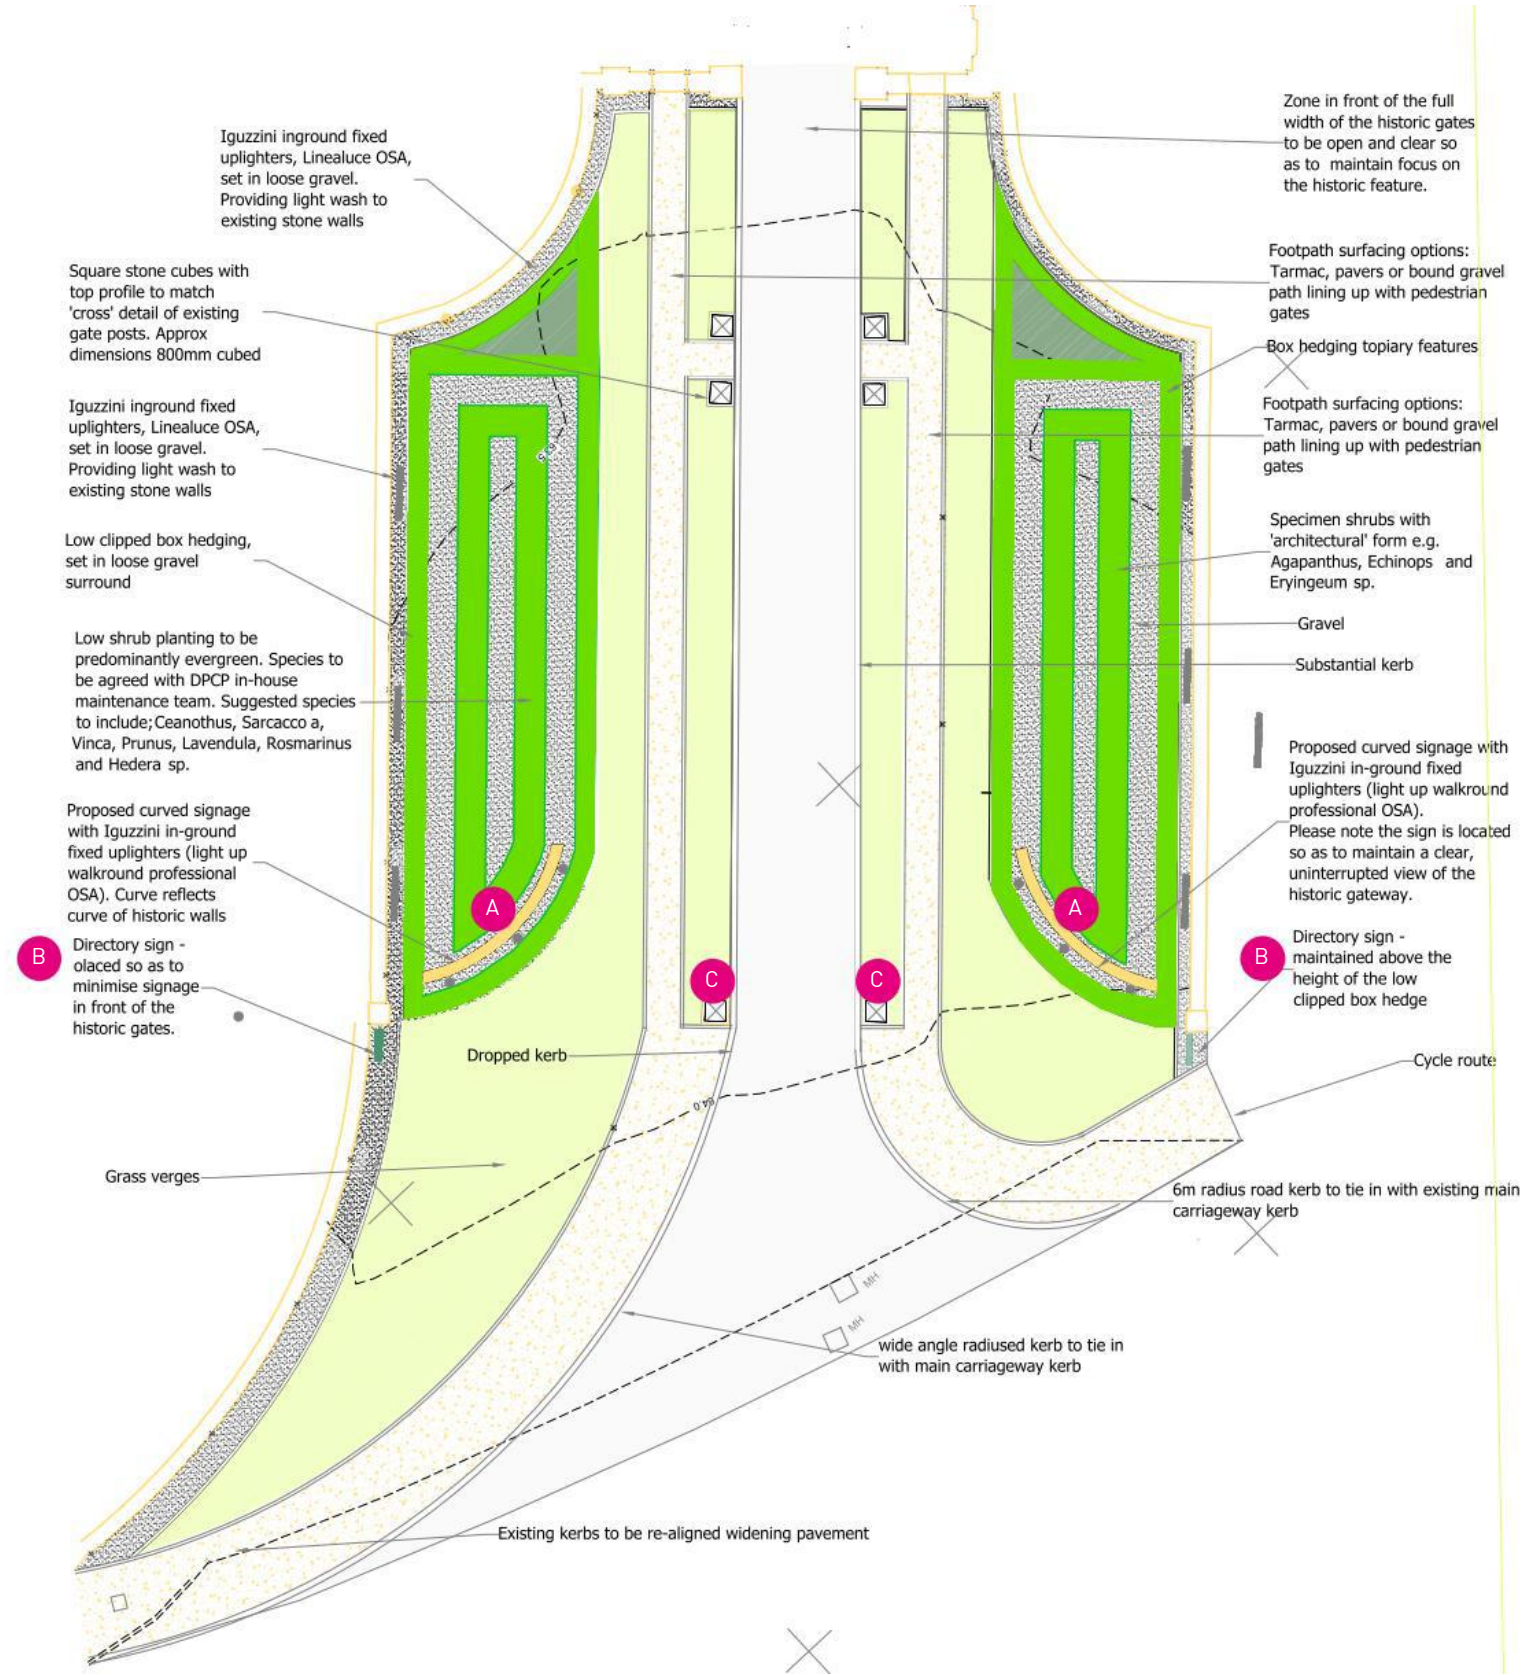 Iguzzini inground fixed
uplighters, Linealuce OSA,
set in loose gravel.
Providing light wash to
existing stone walls
Square stone cubes with
top profile to match
'cross' detail of existing
gate posts. Approx
dimensions 800mm cubed
Iguzzini inground fixed
uplighters, Linealuce OSA,
set in loose gravel.
Providing light wash to
existing stone walls
Low clipped box hedging,
set in loose gravel
surround
Low shrub planting to be
predominantly evergreen. Species to
be agreed with DPCP in-house
maintenance team. Suggested species
to include;Ceanothus, Sarcacco a,
Vinca, Prunus, Lavendula, Rosmarinus
and Hedera sp.
Proposed curved signage
with Iguzzini in-ground
fixed uplighters (light up
walkround professional
OSA). Curve reflects
curve of historic walls
B
Directory sign -
olaced so as to
minimise signage
in front of the
historic gates.
Grass verges
A
C
C
A
Dropped kerb
64.0
MH
MH
wide angle radiused kerb to tie in
with main carriageway kerb
Existing kerbs to be re-aligned widening pavement
Zone in front of the full
width of the historic gates
to be open and clear so
as to maintain focus on
the historic feature.
Footpath surfacing options:
Tarmac, pavers or bound gravel
path lining up with pedestrian
gates
Box hedging topiary features
Footpath surfacing options:
Tarmac, pavers or bound gravel
path lining up with pedestrian
gates
Specimen shrubs with
'architectural' form e.g.
Agapanthus, Echinops and
Eryingeum sp.
Gravel
Substantial kerb
Proposed curved signage with
Iguzzini in-ground fixed
uplighters (light up walkround
professional OSA).
Please note the sign is located
so as to maintain a clear,
uninterrupted view of the
historic gateway.
B
Directory sign -
maintained above the
height of the low
clipped box hedge
Cycle route
6m radius road kerb to tie in with existing main
carriageway kerb